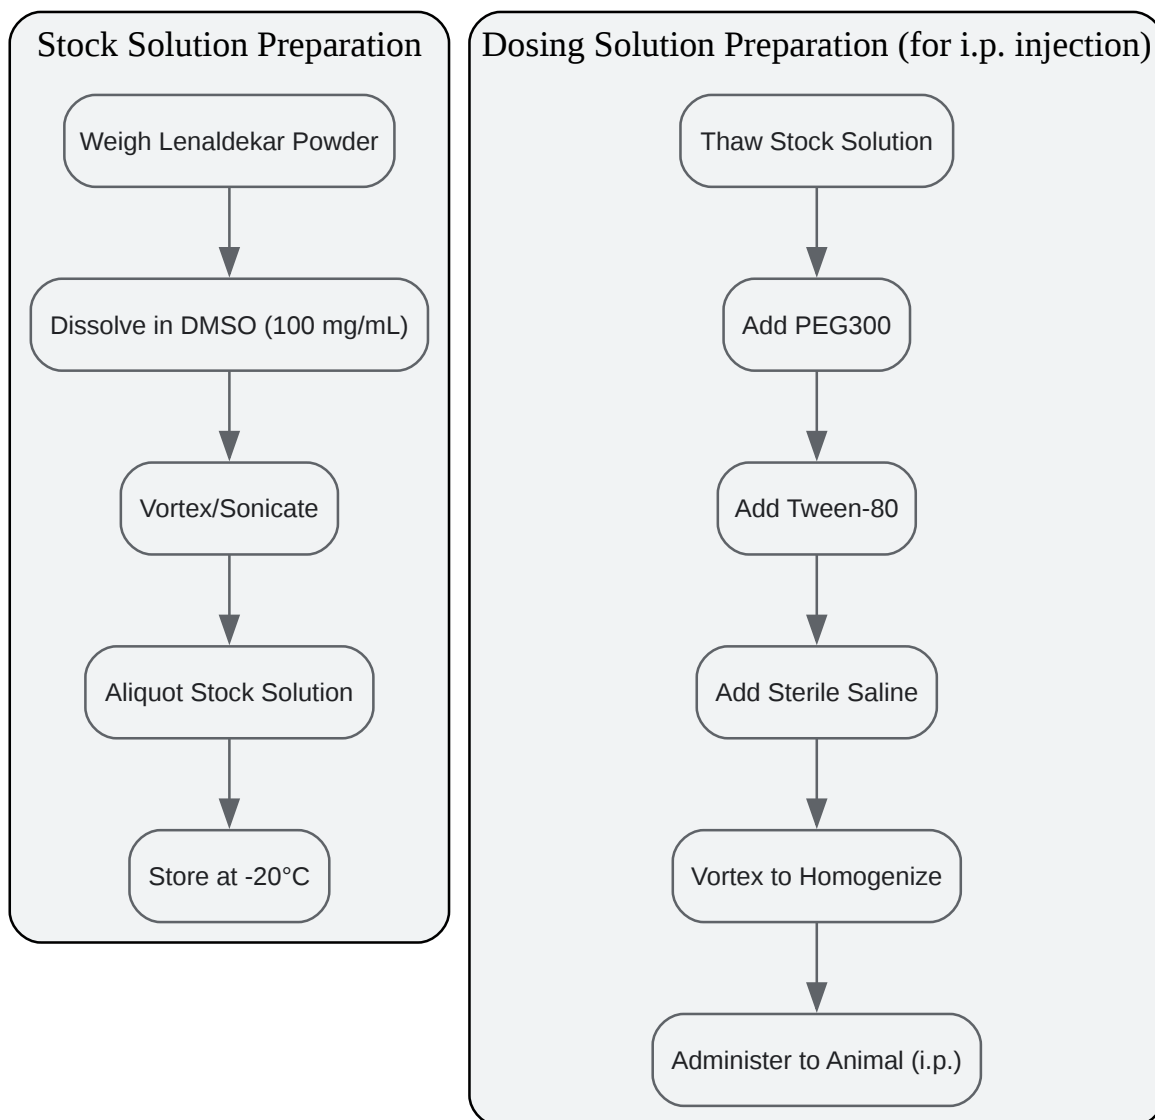 Stock Solution Preparation
Weigh Lenaldekar Powder
Dissolve in DMSO (100 mg/mL)
Vortex/Sonicate
Aliquot Stock Solution
Store at -20°C
Dosing Solution Preparation (for i.p. injection)
Thaw Stock Solution
Add PEG300
Add Tween-80
Add Sterile Saline
Vortex to Homogenize
Administer to Animal (i.p.)